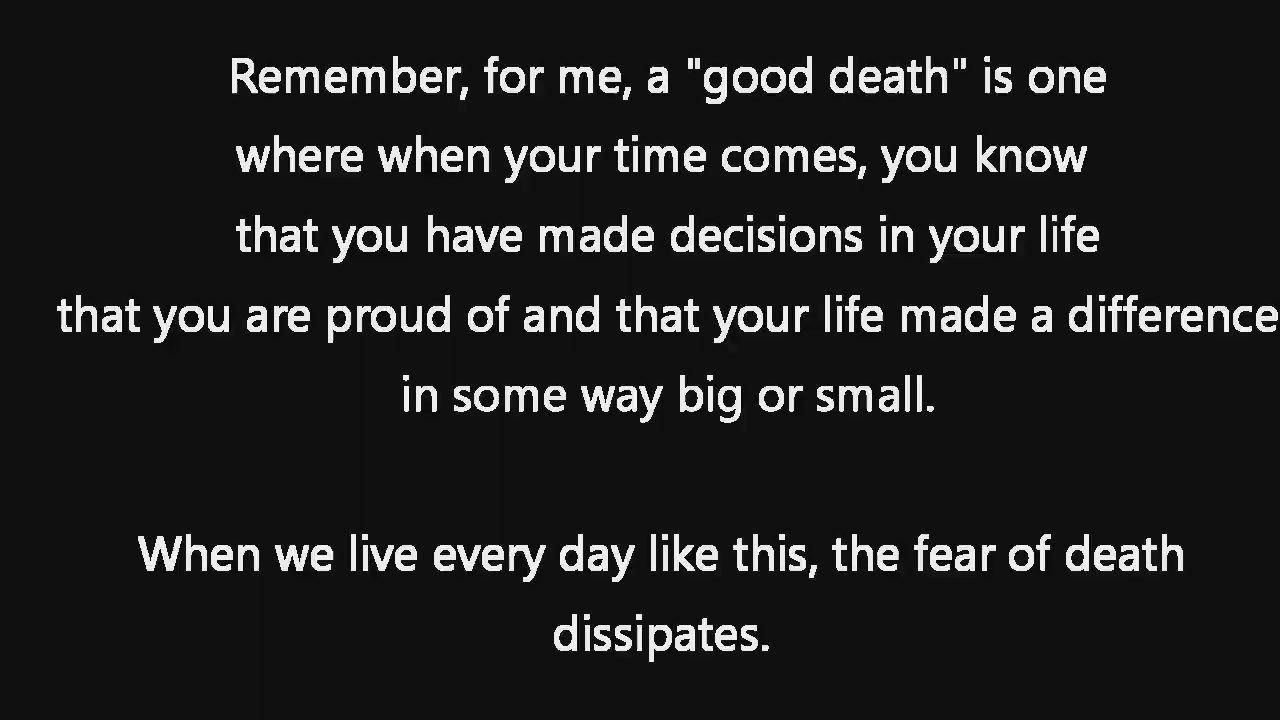 Remember, for me, a "good death" is one
where when your time comes, you know
that you have made decisions in your life
that you are proud of and that your life made a difference
in some way big or small.
When we live every day like this, the fear of death
dissipates.